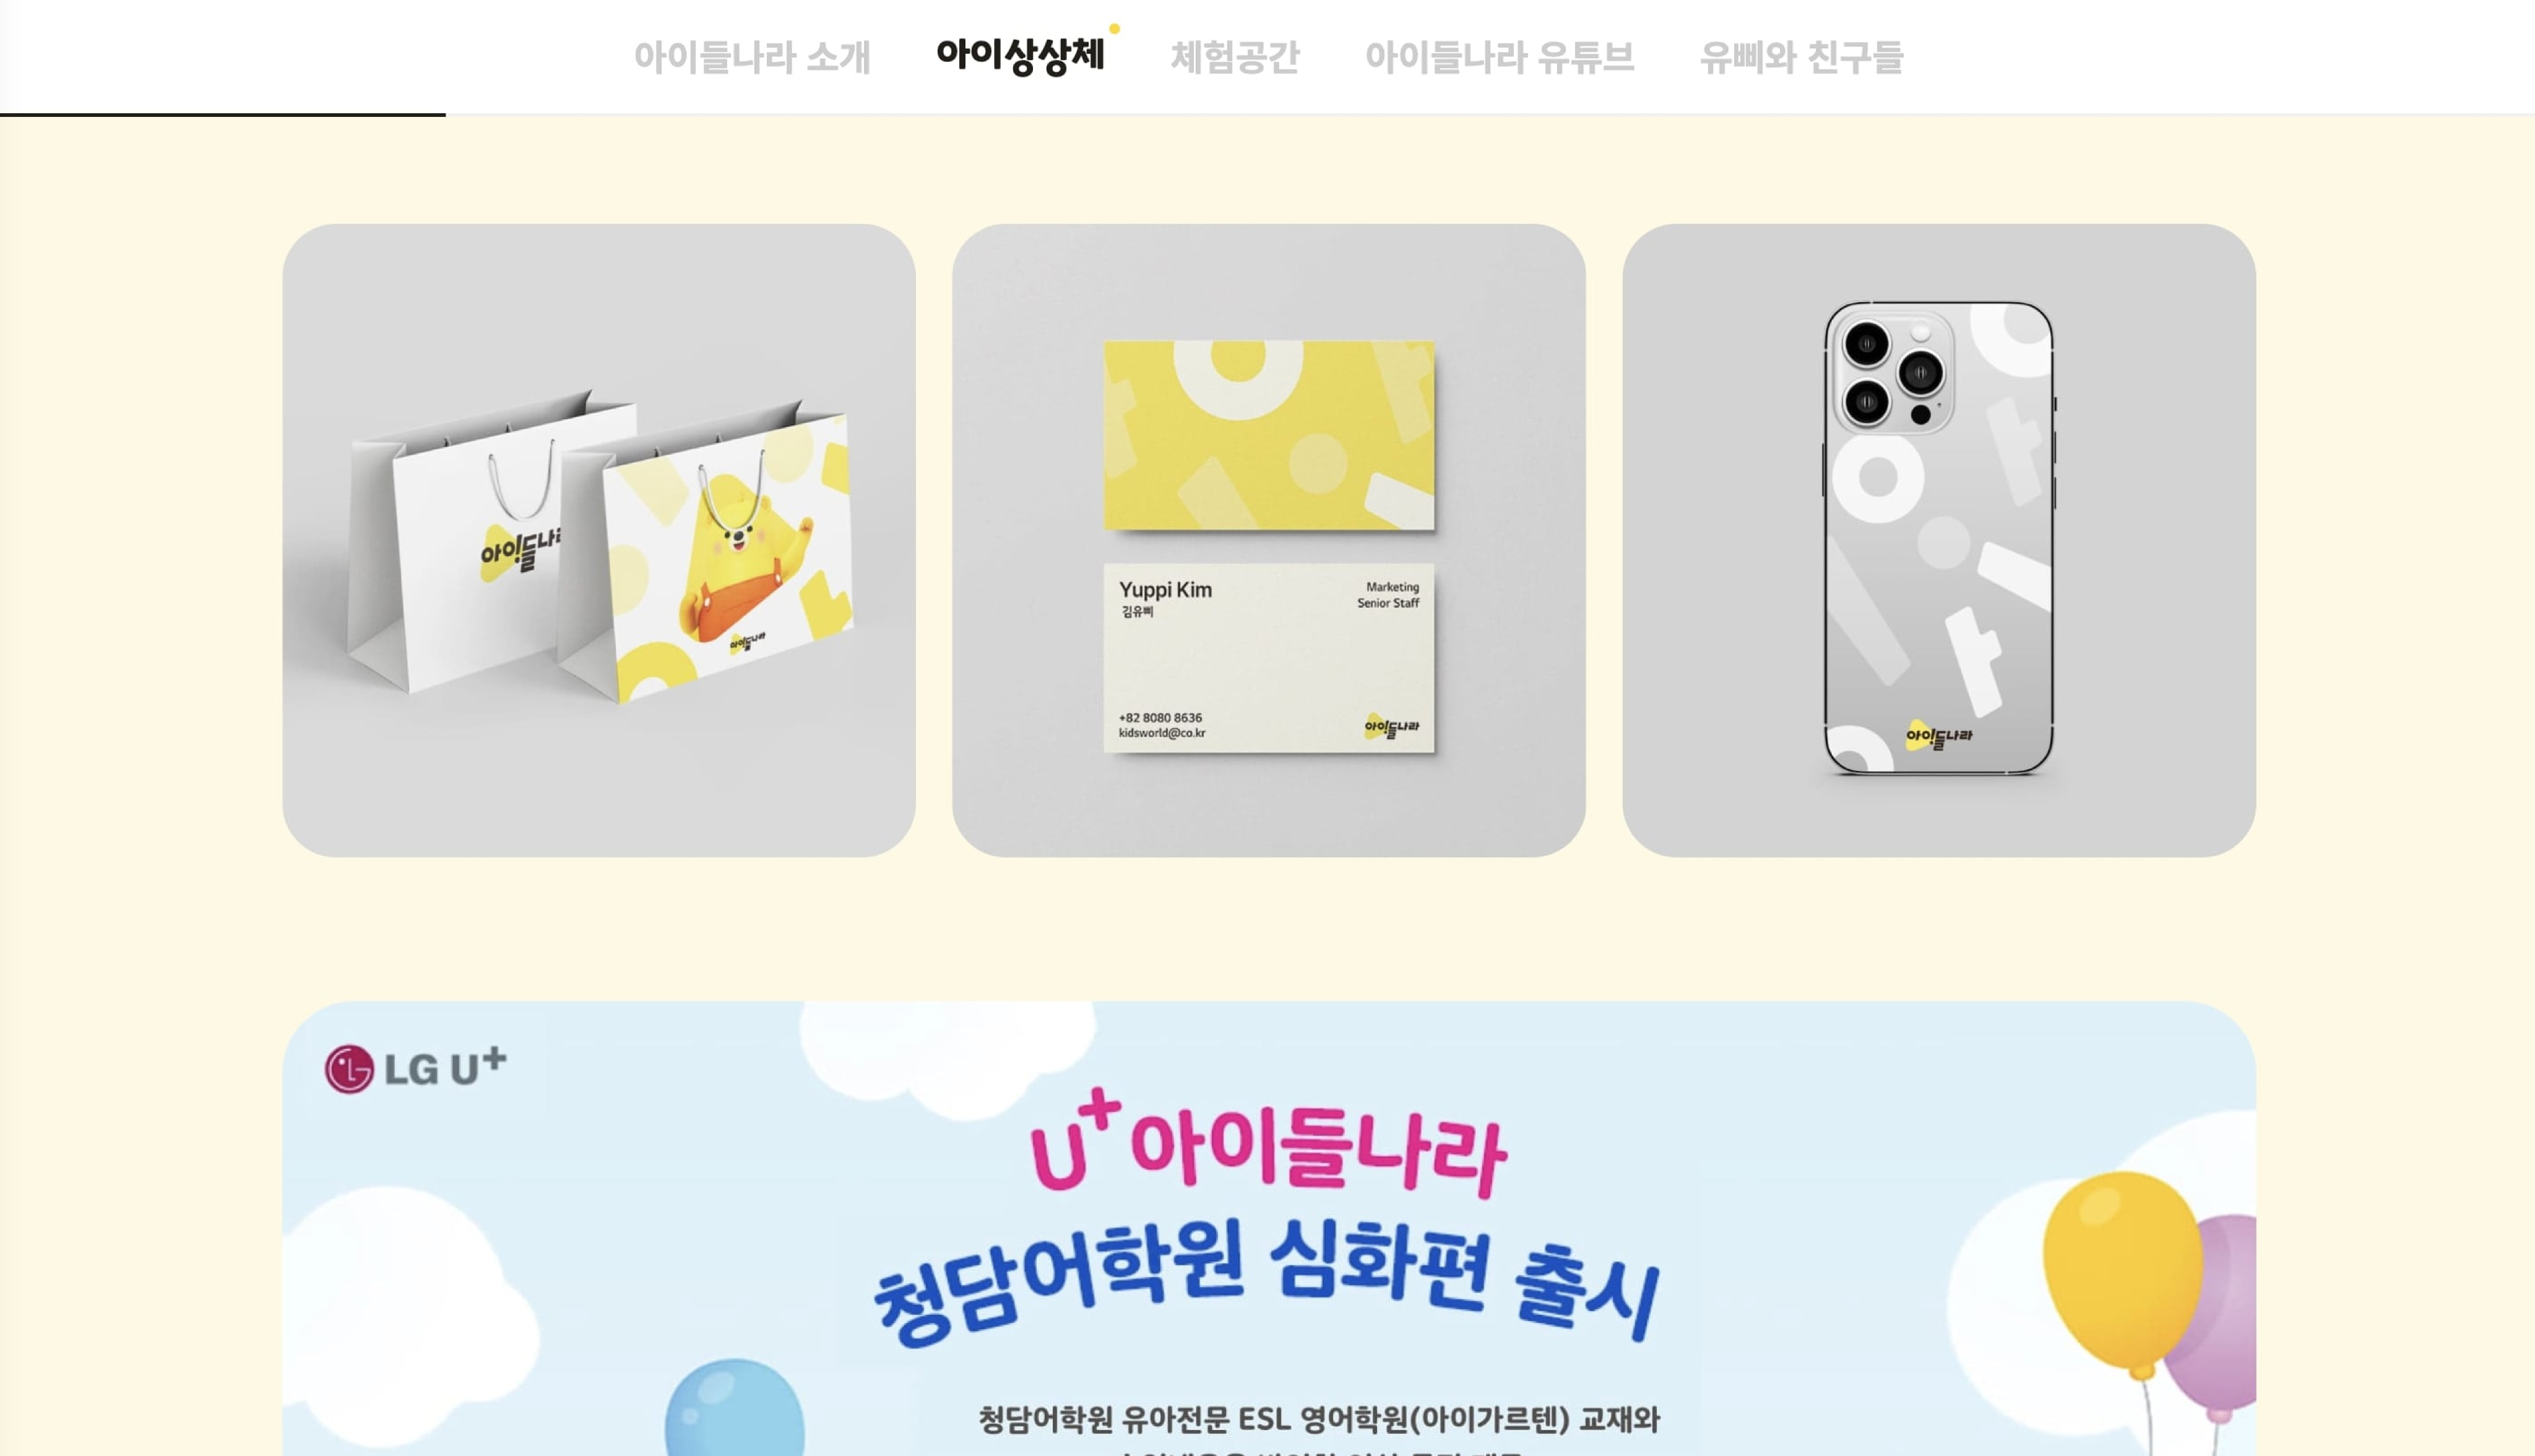 아이들나라 소개 아이상상체 체험공간 아이들나라 유튜브 유삐와 친구들
아이들나
아이들나라
Yuppi Kim
김유삐
Marketing
Senior Staff
+82 8080 8636
kidsworld@co.kr
아이들나라
아이들나라
LG U+
U+아이들나라
청담어학원 심화편 출시
청담어학원 유아전문 ESL 영어학원(아이가르텐) 교재와